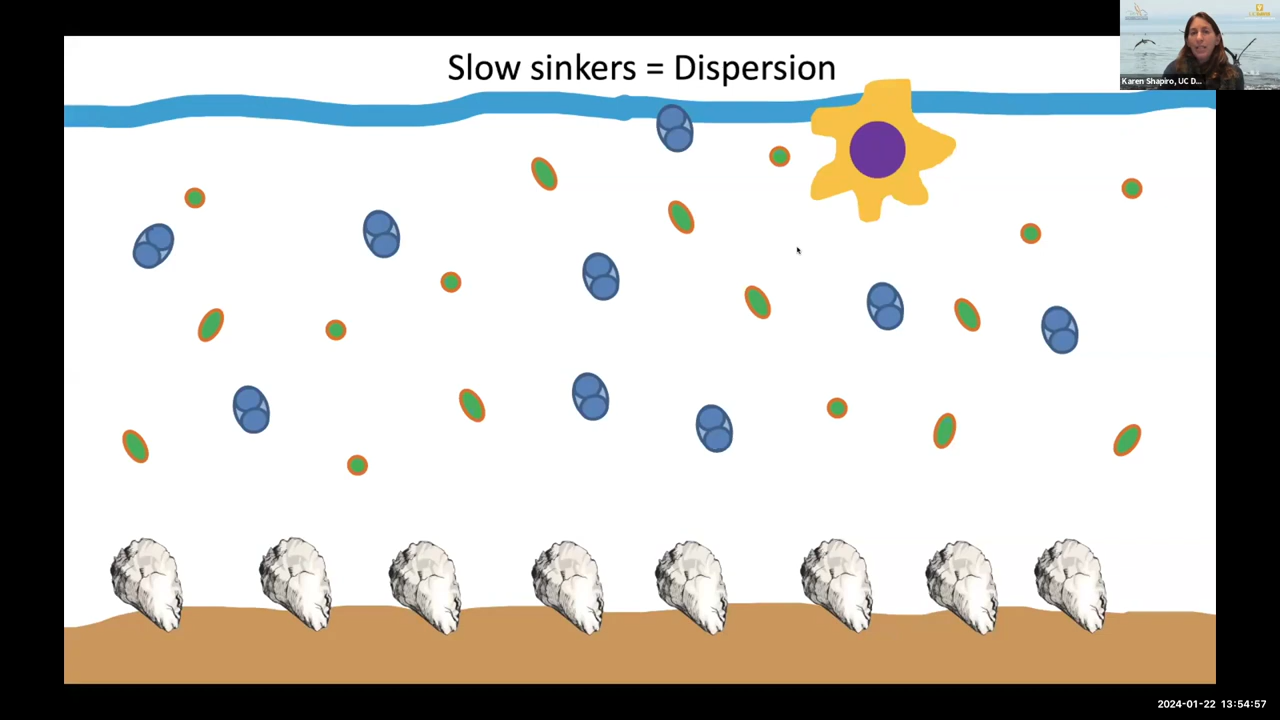 Slow sinkers = Dispersion
Karen Shapiro, UC D...
2024-01-22 13:54:57